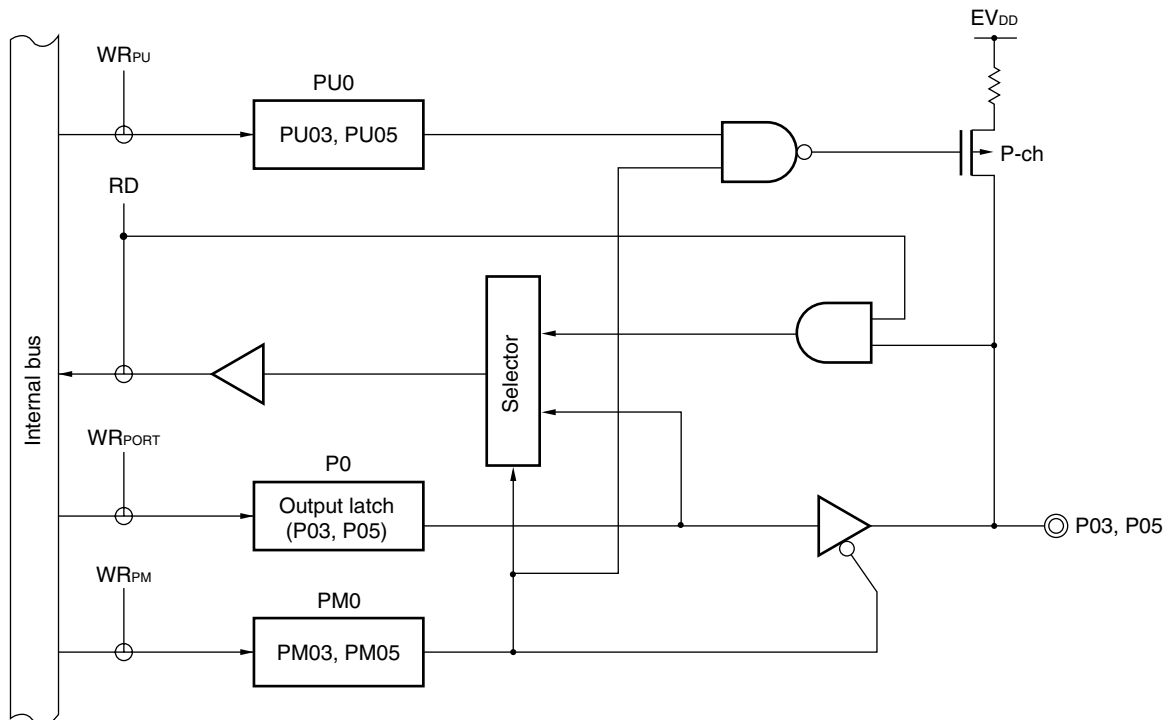 EVDD
WRPU
PU0
PU03, PU05
P-ch
RD
Internal bus
Selector
WRPORT
P0
Output latch
(P03, P05)
P03, P05
WRPM
PM0
PM03, PM05